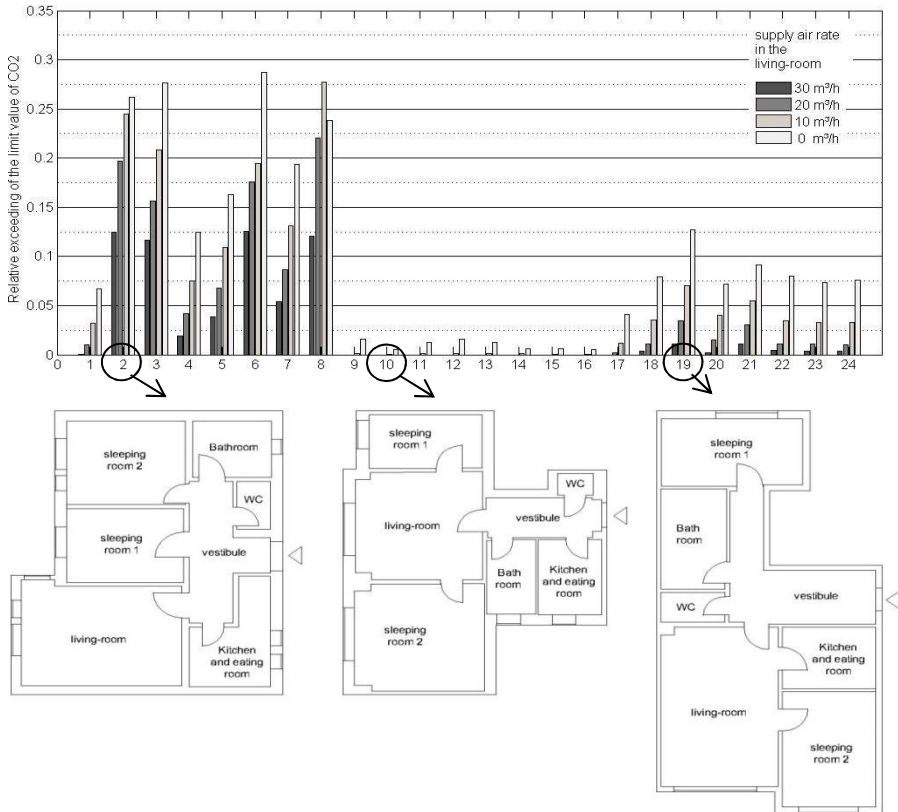 Relative exceeding of the limit value of CO2
0.35
0.3
0.25
0.2
0.15
0.1
0.05
0
supply air rate
in the
living-room
30 m³/h
20 m³/h
10 m³/h
0 m³/h
0 1 2 3 4 5 6 7 8 9 10 11 12 13 14 15 16 17 18 19 20 21 22 23 24
sleeping
room 2
Bathroom
WC
sleeping
room 1
vestibule
living-room
Kitchen
and eating
room
sleeping
room 1
WC
living-room
vestibule
Bath
room
Kitchen
and eating
room
sleeping
room 2
sleeping
room 1
Bath
room
WC
vestibule
living-room
Kitchen
and eating
room
sleeping
room 2